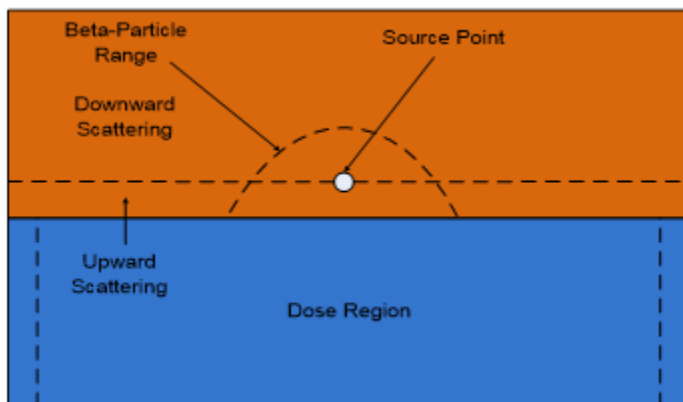 Beta-Particle
Range
Source Point
Downward
Scattering
Upward
Scattering
Dose Region